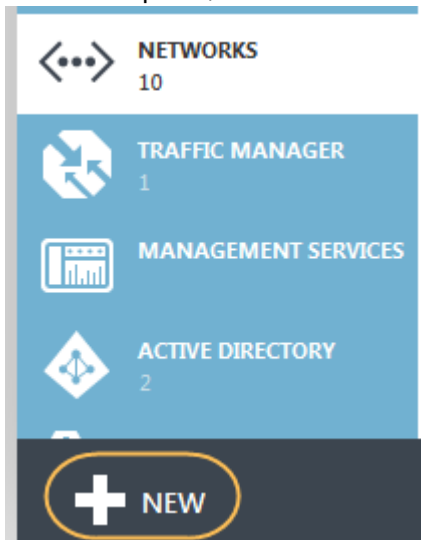 NETWORKS
10
TRAFFIC MANAGER
1
MANAGEMENT SERVICES
ACTIVE DIRECTORY
2
NEW